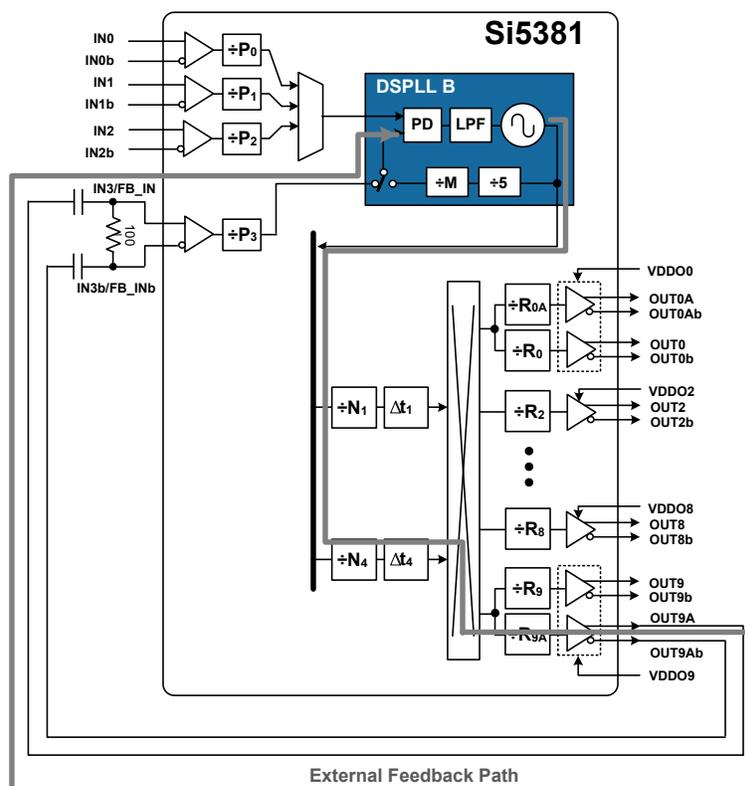 Si5381
IN0
IN0b
÷P0
IN1
IN1b
÷P1
IN2
IN2b
÷P2
DSPLL B
PD
LPF
÷M
÷5
IN3/FB_IN
100
÷P3
IN3b/FB_INb
VDDO0
÷R0A
OUT0A
OUT0Ab
÷R0
OUT0
OUT0b
÷N1
Δt1
VDDO2
÷R2
OUT2
OUT2b
VDDO8
÷R8
OUT8
OUT8b
÷N4
Δt4
÷R9
OUT9
OUT9b
÷R9A
OUT9A
OUT9Ab
VDDO9
External Feedback Path